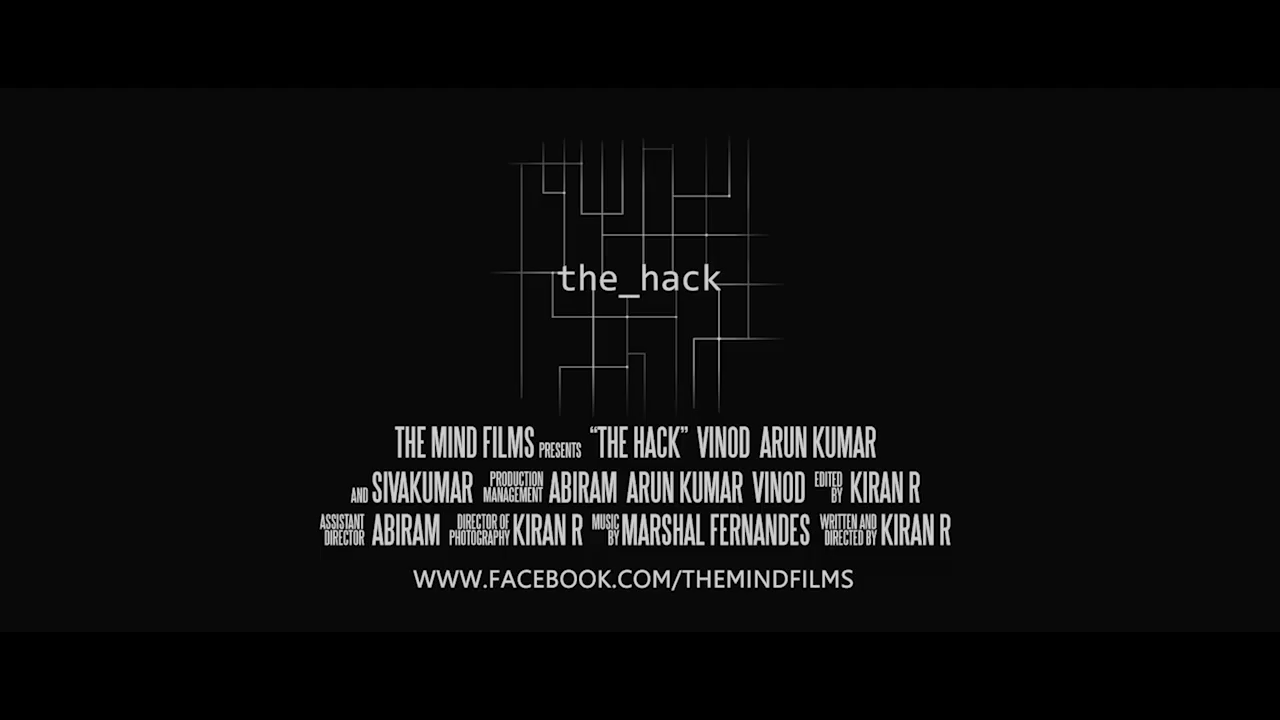 the_hack
THE MIND FILMS PRESENTS “THE HACK” VINOD ARUN KUMAR
AND SIVAKUMAR PRODUCTION MANAGEMENT ABIRAM ARUN KUMAR VINOD EDITED BY KIRAN R
ASSISTANT DIRECTOR ABIRAM DIRECTOR OF PHOTOGRAPHY KIRAN R MUSIC BY MARSHAL FERNANDES WRITTEN AND DIRECTED BY KIRAN R
WWW.FACEBOOK.COM/THEMINDFILMS